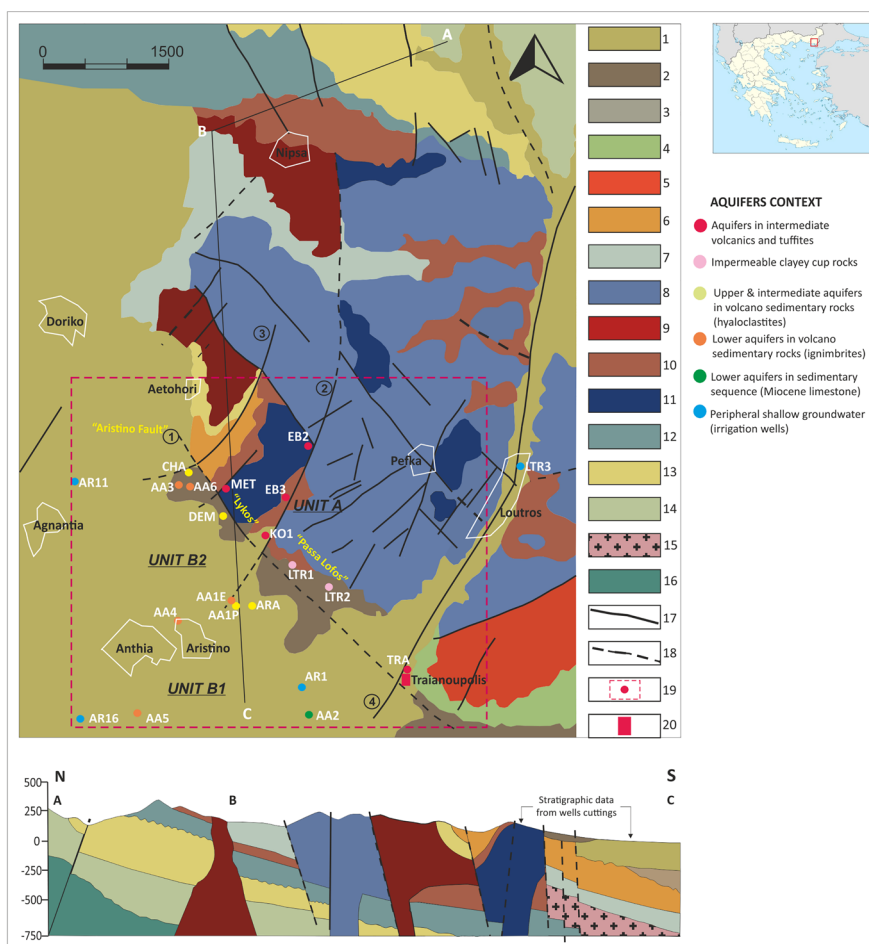 0
1500
A
B
Nipsa
Doriko
3
Aetohori
2
"Aristino Fault"
1
EB2
Pefka
CHA
LTR3
AR11
AA3
AA6
MET
EB3
UNIT A
Loutros
DEM
"Lykos"
Agnantia
KO1
"Passa Lofos"
UNIT B2
LTR1
LTR2
AA1E
AA4
AA1P
ARA
Anthia
Aristino
TRA
Traianoupolis
UNIT B1
AR1
4
AR16
AA5
C
AA2
1
2
3
4
5
6
7
8
9
10
11
12
13
14
15
16
17
18
19
20
AQUIFERS CONTEXT
Aquifers in intermediate
volcanics and tuffites
Impermeable clayey cup rocks
Upper & intermediate aquifers
in volcano sedimentary rocks
(hyaloclastites)
Lower aquifers in volcano
sedimentary rocks (ignimbrites)
Lower aquifers in sedimentary
sequence (Miocene limestone)
Peripheral shallow groundwater
(irrigation wells)
N
S
500
250
0
-250
-500
-750
A
B
C
Stratigraphic data
from wells cuttings